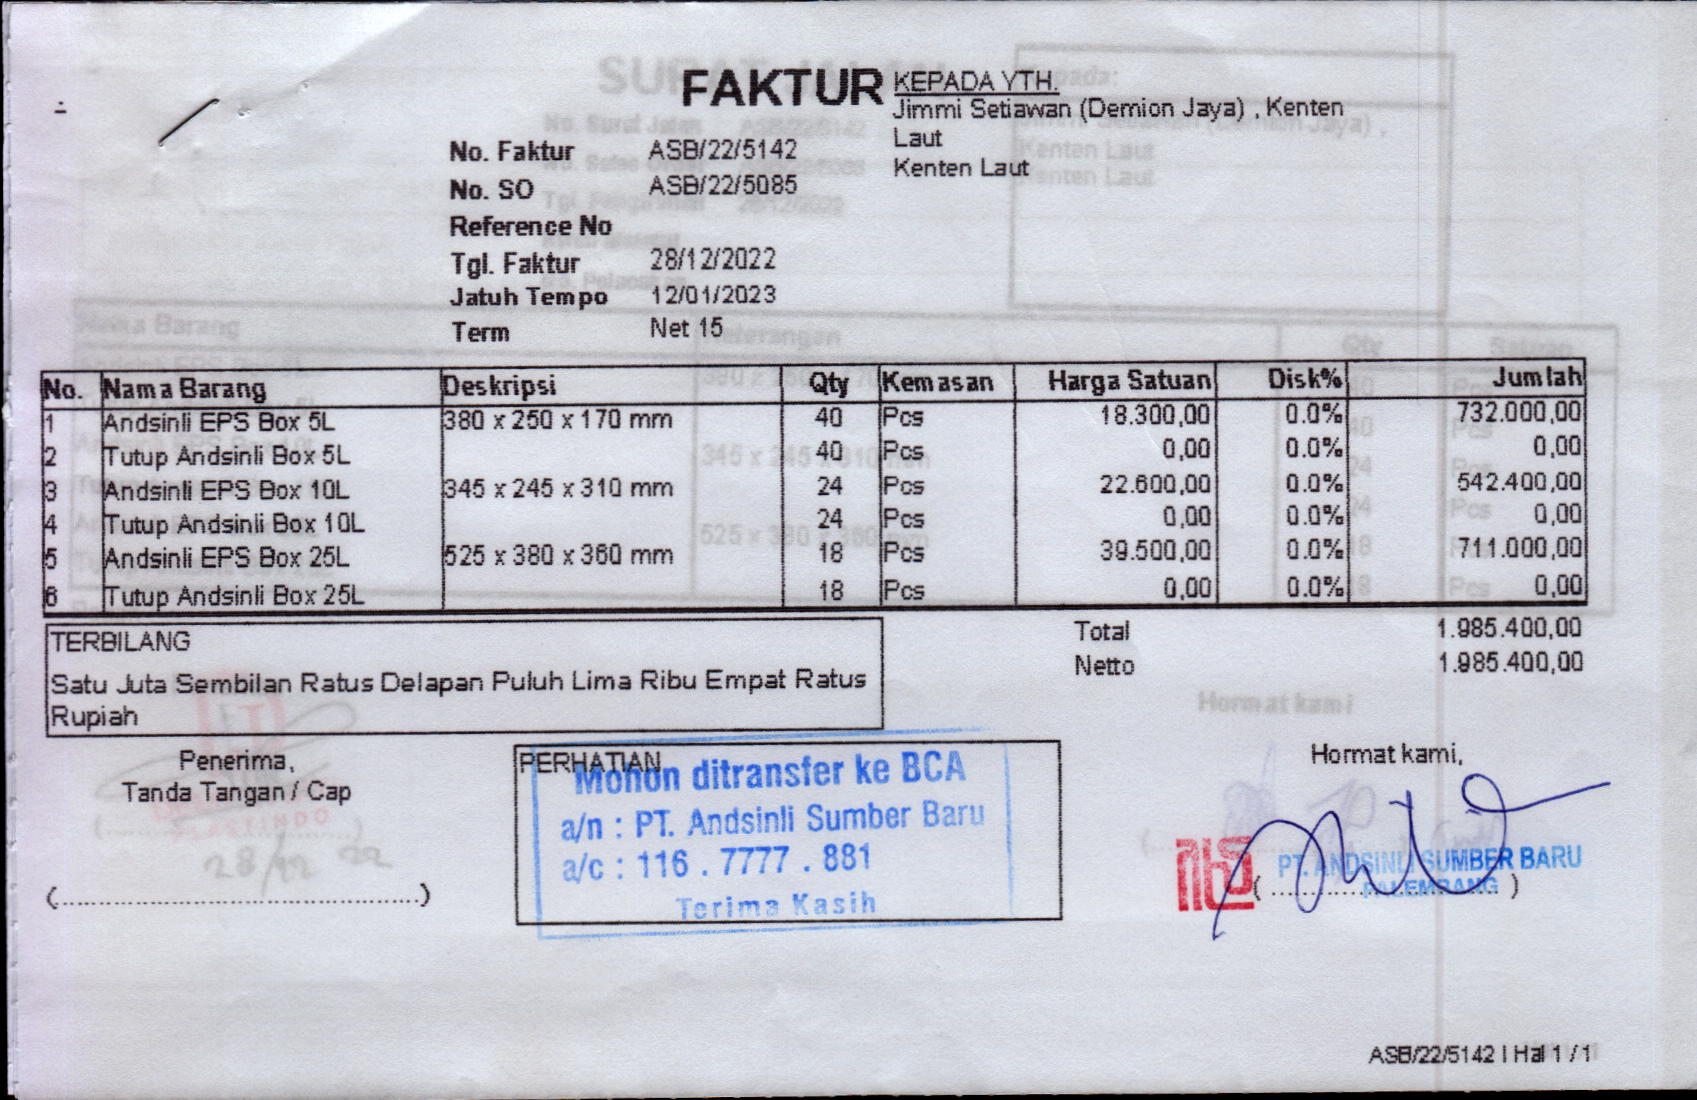 FAKTUR
KEPADA YTH.
Jimmi Setiawan (Demion Jaya) , Kenten
Laut
Kenten Laut
No. Faktur ASB/22/5142
No. SO ASB/22/5085
Reference No
Tgl. Faktur 28/12/2022
Jatuh Tempo 12/01/2023
Term Net 15
No. Nama Barang Deskripsi Qty Kemasan Harga Satuan Disk% Jumlah
1 Andsinli EPS Box 5L 380 x 250 x 170 mm 40 Pcs 18.300,00 0.0% 732.000,00
2 Tutup Andsinli Box 5L 40 Pcs 0,00 0.0% 0,00
3 Andsinli EPS Box 10L 345 x 245 x 310 mm 24 Pcs 22.600,00 0.0% 542.400,00
4 Tutup Andsinli Box 10L 24 Pcs 0,00 0.0% 0,00
5 Andsinli EPS Box 25L 525 x 380 x 360 mm 18 Pcs 39.500,00 0.0% 711.000,00
6 Tutup Andsinli Box 25L 18 Pcs 0,00 0.0% 0,00
TERBILANG
Satu Juta Sembilan Ratus Delapan Puluh Lima Ribu Empat Ratus
Rupiah
Total 1.985.400,00
Netto 1.985.400,00
Penerima,
Tanda Tangan / Cap
(............................................................)
PERHATIAN
Mohon ditransfer ke BCA
a/n : PT. Andsinli Sumber Baru
a/c : 116 . 7777 . 881
Terima Kasih
Hormat kami,
PT. ANDSINLI SUMBER BARU
PALEMBANG
( ........................................ )
ASB/22/5142 | Hal 1 / 1